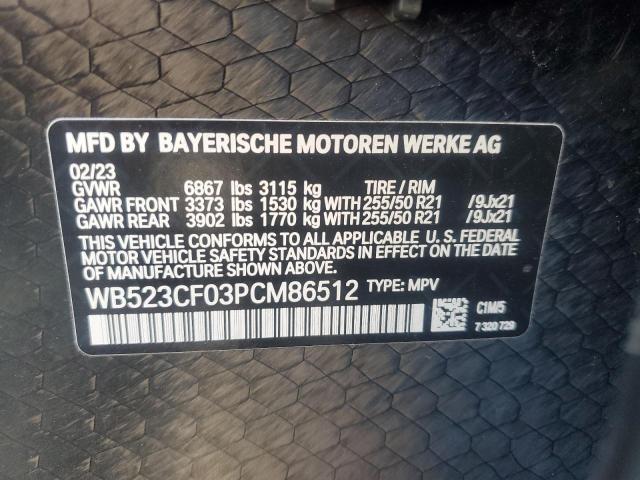 MFD BY BAYERISCHE MOTOREN WERKE AG
02/23
GVWR 6867 lbs 3115 kg TIRE / RIM
GAWR FRONT 3373 lbs 1530 kg WITH 255/50 R21 /9Jx21
GAWR REAR 3902 lbs 1770 kg WITH 255/50 R21 /9Jx21
THIS VEHICLE CONFORMS TO ALL APPLICABLE U. S. FEDERAL
MOTOR VEHICLE SAFETY STANDARDS IN EFFECT ON THE DATE
OF MANUFACTURE SHOWN ABOVE.
WB523CF03PCM86512 TYPE: MPV
C1MI5
7 320 729